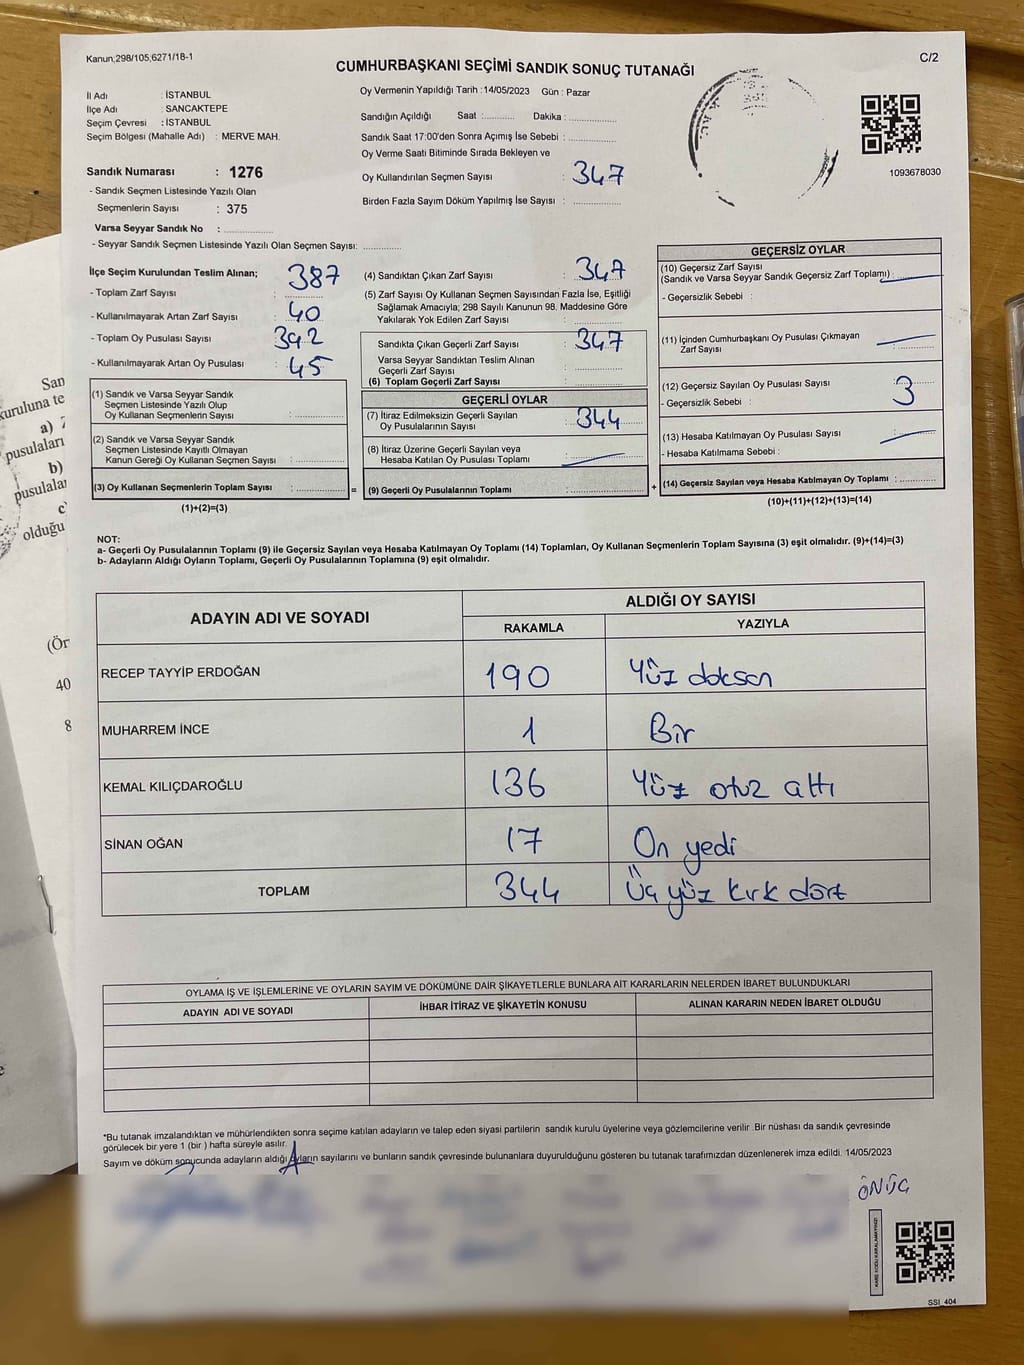 Kanun;298/105;6271/18-1
C/2
CUMHURBAŞKANI SEÇİMİ SANDIK SONUÇ TUTANAĞI
İl Adı : İSTANBUL
İlçe Adı : SANCAKTEPE
Seçim Çevresi : İSTANBUL
Seçim Bölgesi (Mahalle Adı) : MERVE MAH.
Sandık Numarası : 1276
- Sandık Seçmen Listesinde Yazılı Olan
Seçmenlerin Sayısı : 375
Varsa Seyyar Sandık No :
- Seyyar Sandık Seçmen Listesinde Yazılı Olan Seçmen Sayısı:
Oy Vermenin Yapıldığı Tarih :14/05/2023 Gün : Pazar
Sandığın Açıldığı Saat : Dakika :
Sandık Saat 17:00'den Sonra Açımış İse Sebebi :
Oy Verme Saati Bitiminde Sırada Bekleyen ve
Oy Kullandırılan Seçmen Sayısı : 347
Birden Fazla Sayım Döküm Yapılmış İse Sayısı :
1093678030
İlçe Seçim Kurulundan Teslim Alınan;
- Toplam Zarf Sayısı : 387
- Kullanılmayarak Artan Zarf Sayısı : 40
- Toplam Oy Pusulası Sayısı : 392
- Kullanılmayarak Artan Oy Pusulası : 45
(1) Sandık ve Varsa Seyyar Sandık
Seçmen Listesinde Yazılı Olup
Oy Kullanan Seçmenlerin Sayısı :
(2) Sandık ve Varsa Seyyar Sandık
Seçmen Listesinde Kayıtlı Olmayan
Kanun Gereği Oy Kullanan Seçmen Sayısı :
(3) Oy Kullanan Seçmenlerin Toplam Sayısı :
(1)+(2)=(3)
(4) Sandıktan Çıkan Zarf Sayısı : 347
(5) Zarf Sayısı Oy Kullanan Seçmen Sayısından Fazla İse, Eşitliği
Sağlamak Amacıyla; 298 Sayılı Kanunun 98. Maddesine Göre
Yakılarak Yok Edilen Zarf Sayısı :
Sandıkta Çıkan Geçerli Zarf Sayısı : 347
Varsa Seyyar Sandıktan Teslim Alınan
Geçerli Zarf Sayısı :
(6) Toplam Geçerli Zarf Sayısı :
=
GEÇERLİ OYLAR
(7) İtiraz Edilmeksizin Geçerli Sayılan
Oy Pusulalarının Sayısı : 344
(8) İtiraz Üzerine Geçerli Sayılan veya
Hesaba Katılan Oy Pusulası Toplamı :
(9) Geçerli Oy Pusulalarının Toplamı :
+
GEÇERSİZ OYLAR
(10) Geçersiz Zarf Sayısı
(Sandık ve Varsa Seyyar Sandık Geçersiz Zarf Toplamı) :
- Geçersizlik Sebebi :
(11) İçinden Cumhurbaşkanı Oy Pusulası Çıkmayan
Zarf Sayısı :
(12) Geçersiz Sayılan Oy Pusulası Sayısı : 3
- Geçersizlik Sebebi :
(13) Hesaba Katılmayan Oy Pusulası Sayısı :
- Hesaba Katılmama Sebebi :
(14) Geçersiz Sayılan veya Hesaba Katılmayan Oy Toplamı :
(10)+(11)+(12)+(13)=(14)
NOT:
a- Geçerli Oy Pusulalarının Toplamı (9) ile Geçersiz Sayılan veya Hesaba Katılmayan Oy Toplamı (14) Toplamları, Oy Kullanan Seçmenlerin Toplam Sayısına (3) eşit olmalıdır. (9)+(14)=(3)
b- Adayların Aldığı Oyların Toplamı, Geçerli Oy Pusulalarının Toplamına (9) eşit olmalıdır.
ADAYIN ADI VE SOYADI
ALDIĞI OY SAYISI
RAKAMLA YAZIYLA
RECEP TAYYİP ERDOĞAN 190 Yüz doksan
MUHARREM İNCE 1 Bir
KEMAL KILIÇDAROĞLU 136 Yüz otuz altı
SİNAN OĞAN 17 On yedi
TOPLAM 344 Üç yüz kırk dört
OYLAMA İŞ VE İŞLEMLERİNE VE OYLARIN SAYIM VE DÖKÜMÜNE DAİR ŞİKAYETLERLE BUNLARA AİT KARARLARIN NELERDEN İBARET BULUNDUKLARI
ADAYIN ADI VE SOYADI İHBAR İTİRAZ VE ŞİKAYETİN KONUSU ALINAN KARARIN NEDEN İBARET OLDUĞU
*Bu tutanak imzalandıktan ve mühürlendikten sonra seçime katılan adayların ve talep eden siyasi partilerin sandık kurulu üyelerine veya gözlemcilerine verilir .Bir nüshası da sandık çevresinde
görülecek bir yere 1 (bir ) hafta süreyle asılır.
Sayım ve döküm sonucunda adayların aldığı oyların sayılarını ve bunların sandık çevresinde bulunanlara duyurulduğunu gösteren bu tutanak tarafımızdan düzenlenerek imza edildi. 14/05/2023
KARE KODU KARALAMAYINIZ!
SSI_404
San
kuruluna te
a) 7
pusulaları
b)
pusulalar
c)
olduğu
(Ör
40
8